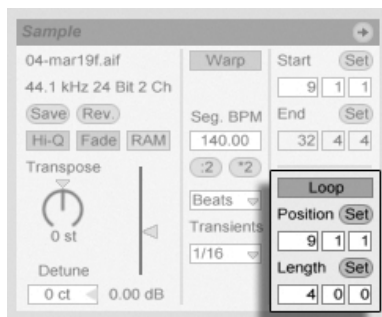 Sample
04-mar19f.aif
44.1 kHz 24 Bit 2 Ch
Save Rev.
Hi-Q Fade RAM
Transpose
0 st
Detune
0 ct 0.00 dB
Warp
Seg. BPM
140.00
:2 *2
Beats
Transients
1/16
Start Set
9 1 1
End Set
32 4 4
Loop
Position Set
9 1 1
Length Set
4 0 0